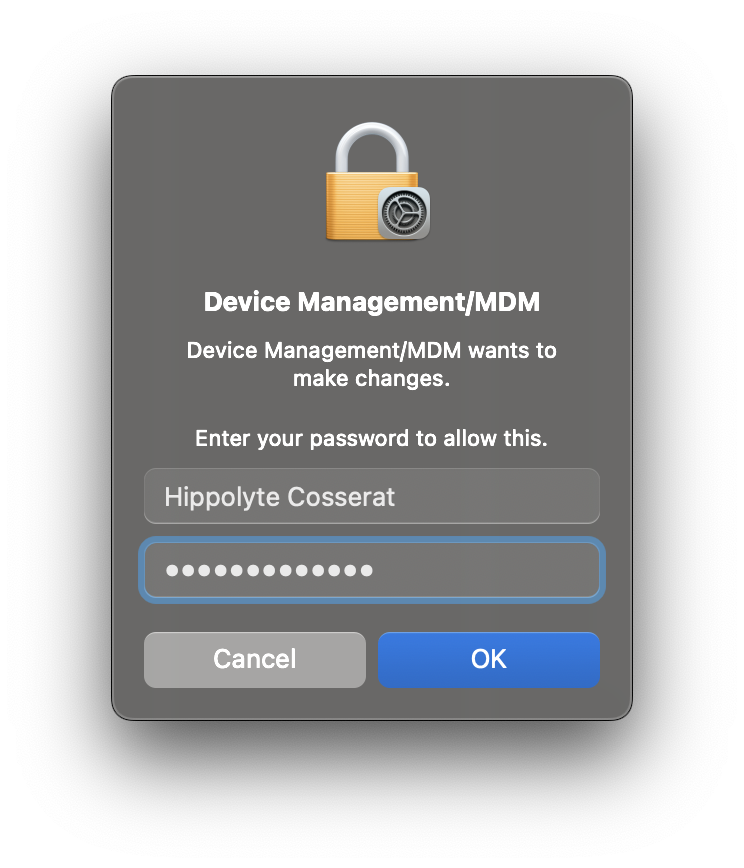 Device Management/MDM
Device Management/MDM wants to
make changes.
Enter your password to allow this.
Hippolyte Cosserat
•••••••••••••
Cancel
OK